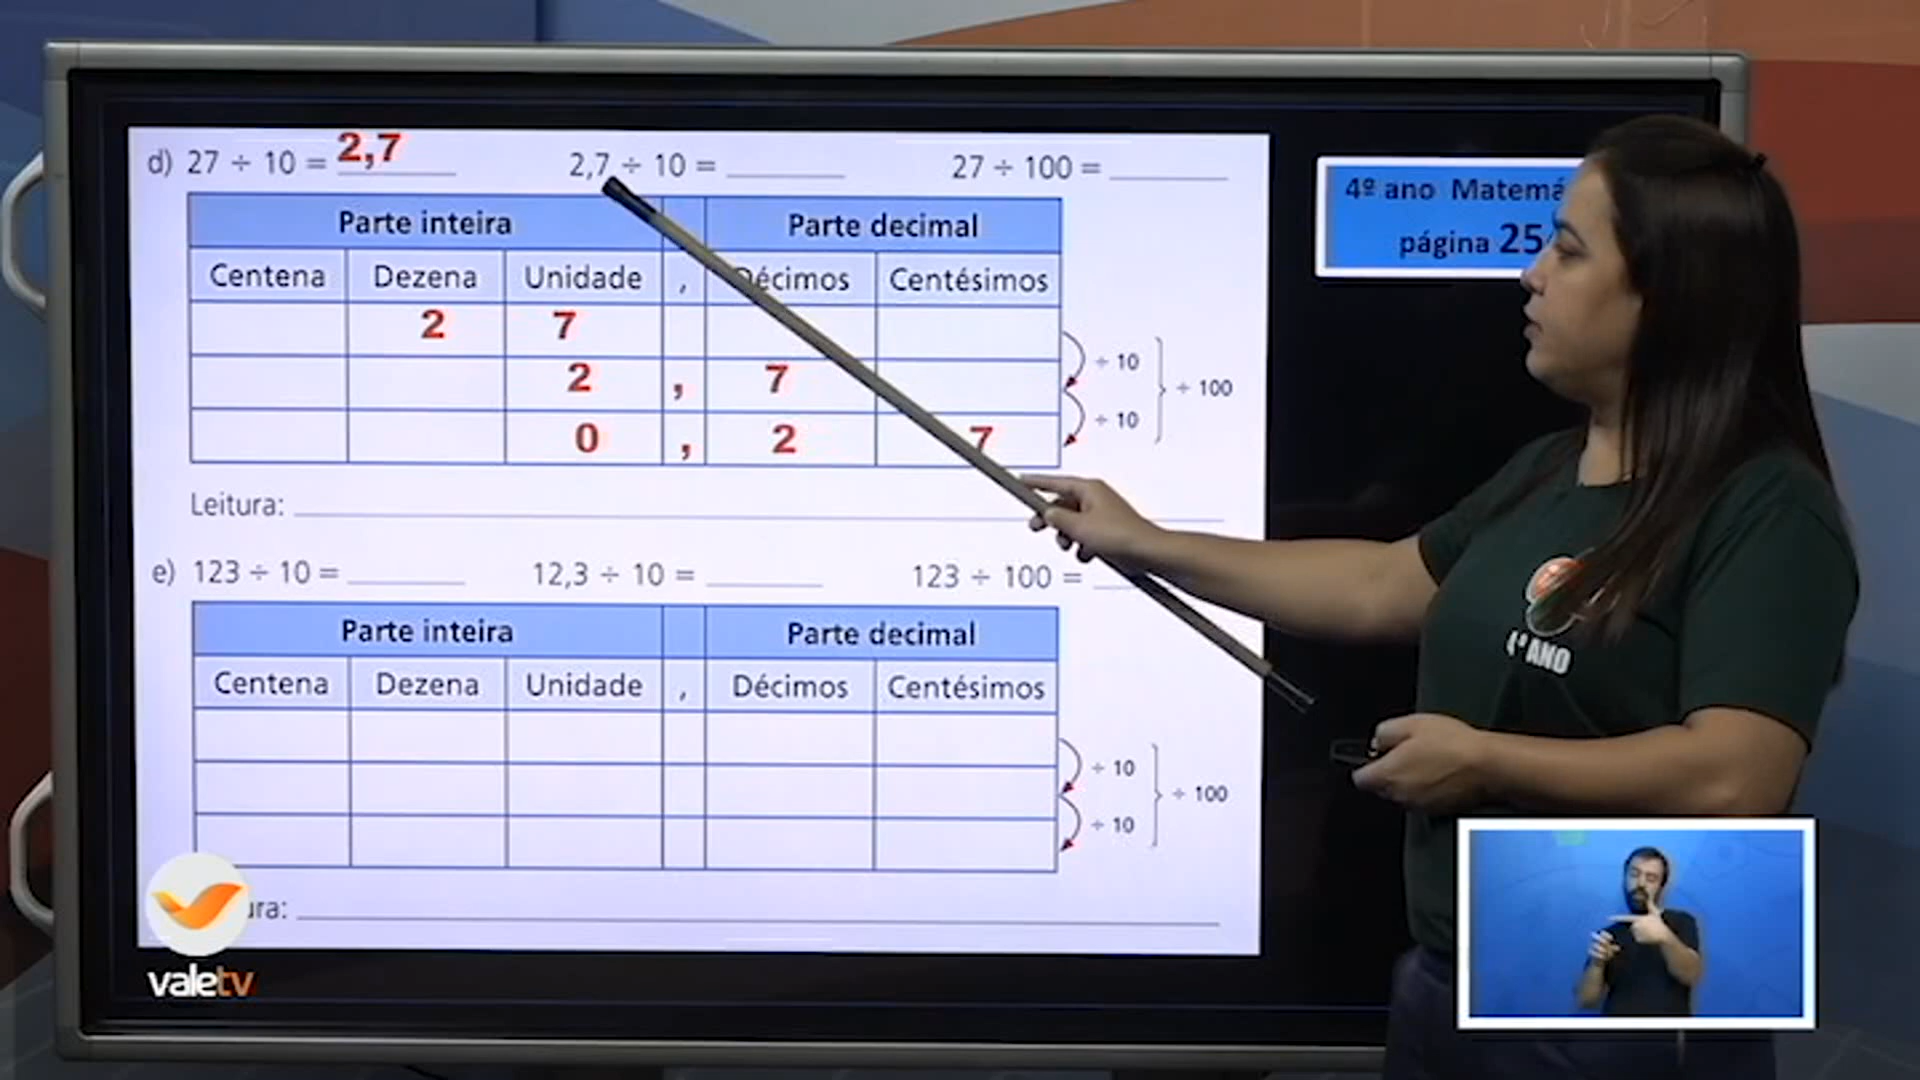 d) 27 ÷ 10 = 2,7 2,7 ÷ 10 = 27 ÷ 100 =
Parte inteira Parte decimal
Centena Dezena Unidade , Décimos Centésimos
2 7
2 , 7
0 , 2 7
÷ 10
÷ 10
÷ 100
Leitura:
e) 123 ÷ 10 = 12,3 ÷ 10 = 123 ÷ 100 =
Parte inteira Parte decimal
Centena Dezena Unidade , Décimos Centésimos
÷ 10
÷ 10
÷ 100
ura:
valetv
4º ano Matemá
página 25
4º ANO